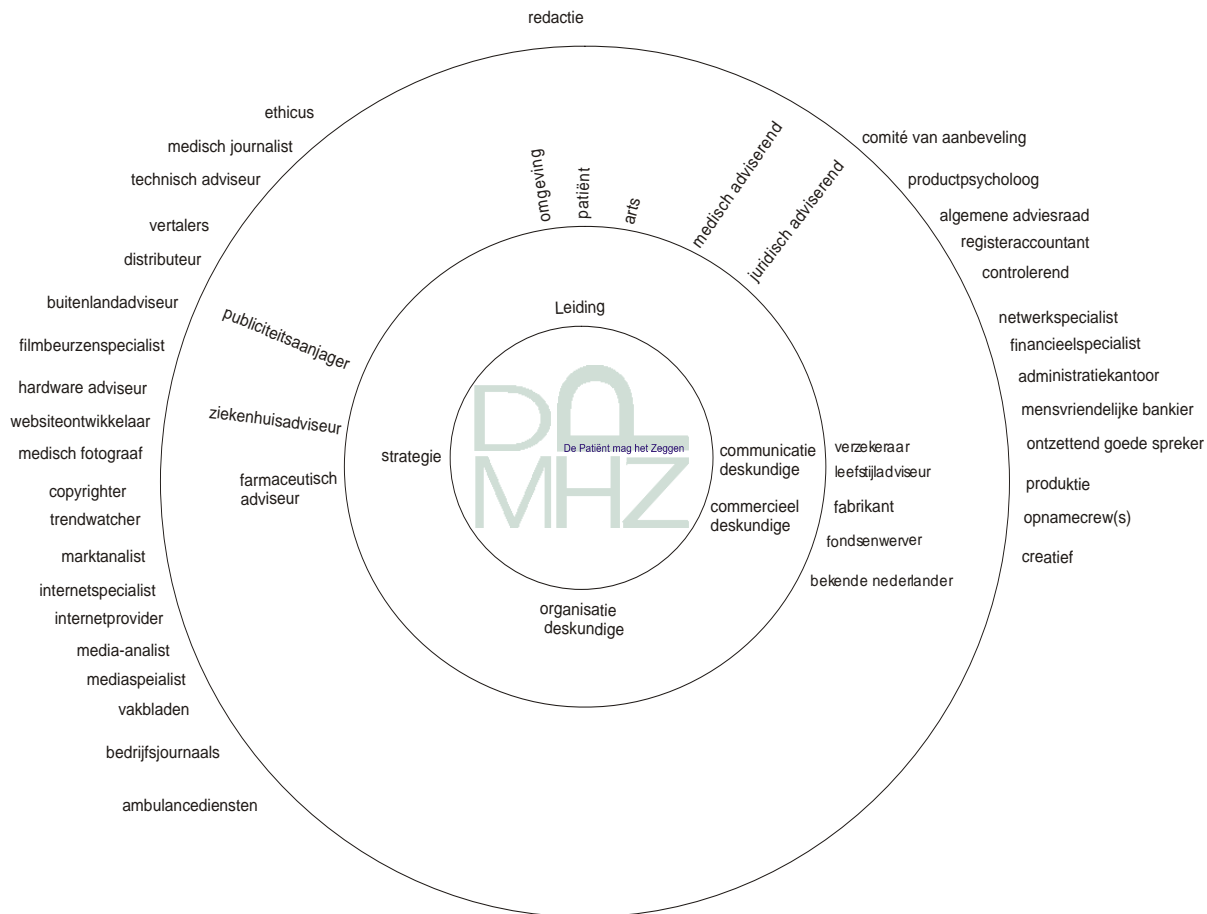 redactie
ethicus
medisch journalist
technisch adviseur
vertalers
distributeur
buitenlandadviseur
filmbeurzenspecialist
hardware adviseur
websiteontwikkelaar
medisch fotograaf
copyrighter
trendwatcher
marktanalist
internetspecialist
internetprovider
media-analist
mediaspeialist
vakbladen
bedrijfsjournaals
ambulancediensten
omgeving
patiënt
arts
medisch adviserend
juridisch adviserend
publiciteitsaanjager
ziekenhuisadviseur
farmaceutisch
adviseur
Leiding
strategie
DP
De Patiënt mag het Zeggen
MHZ
communicatie
deskundige
commercieel
deskundige
organisatie
deskundige
verzekeraar
leefstijladviseur
fabrikant
fondsenwerver
bekende nederlander
comité van aanbeveling
productpsycholoog
algemene adviesraad
registeraccountant
controlerend
netwerkspecialist
financieelspecialist
administratiekantoor
mensvriendelijke bankier
ontzettend goede spreker
produktie
opnamecrew(s)
creatief